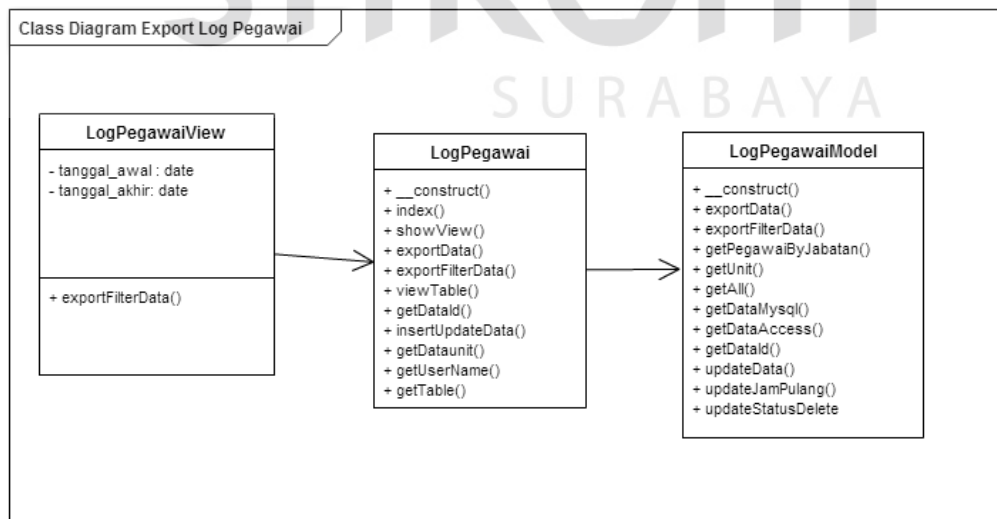 SURABAYA
Class Diagram Export Log Pegawai
LogPegawaiView
- tanggal_awal : date
- tanggal_akhir: date
+ exportFilterData()
LogPegawai
+ __construct()
+ index()
+ showView()
+ exportData()
+ exportFilterData()
+ viewTable()
+ getDataId()
+ insertUpdateData()
+ getDataunit()
+ getUserName()
+ getTable()
LogPegawaiModel
+ __construct()
+ exportData()
+ exportFilterData()
+ getPegawaiByJabatan()
+ getUnit()
+ getAll()
+ getDataMysql()
+ getDataAccess()
+ getDataId()
+ updateData()
+ updateJamPulang()
+ updateStatusDelete